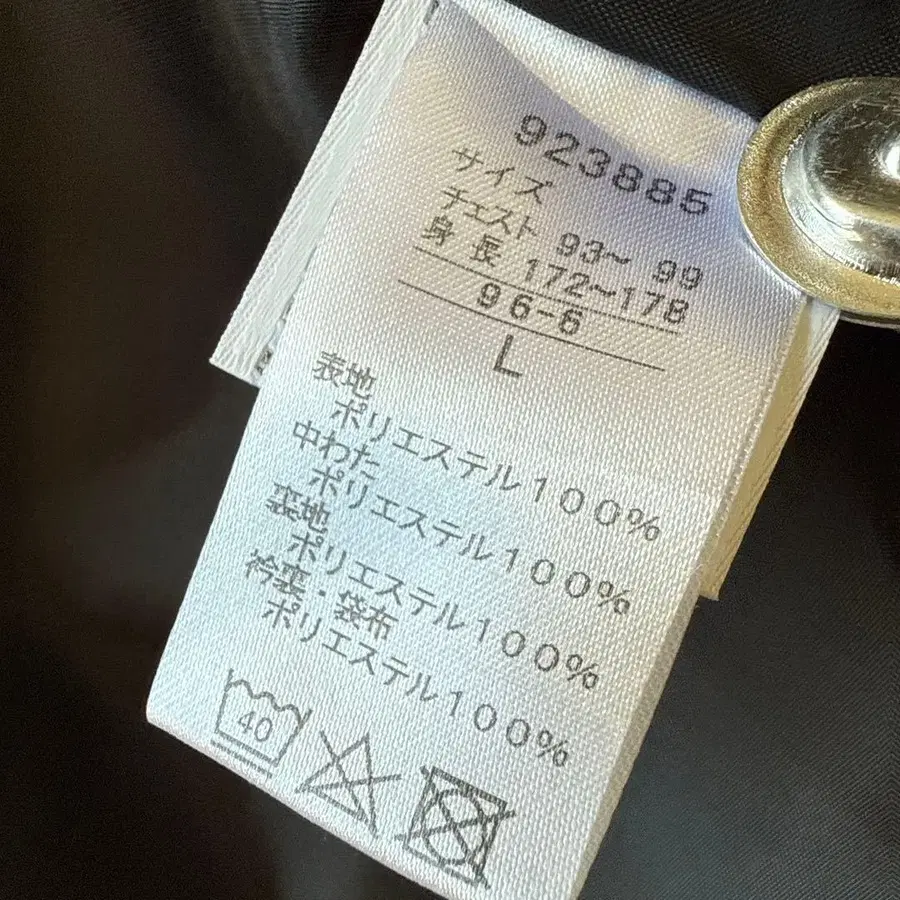 923885
サイズ
チェスト 93～99
身長 172～178
96-6
L
表地
ポリエステル100%
中わた
ポリエステル100%
裏地
ポリエステル100%
衿裏・袋布
ポリエステル100%
40